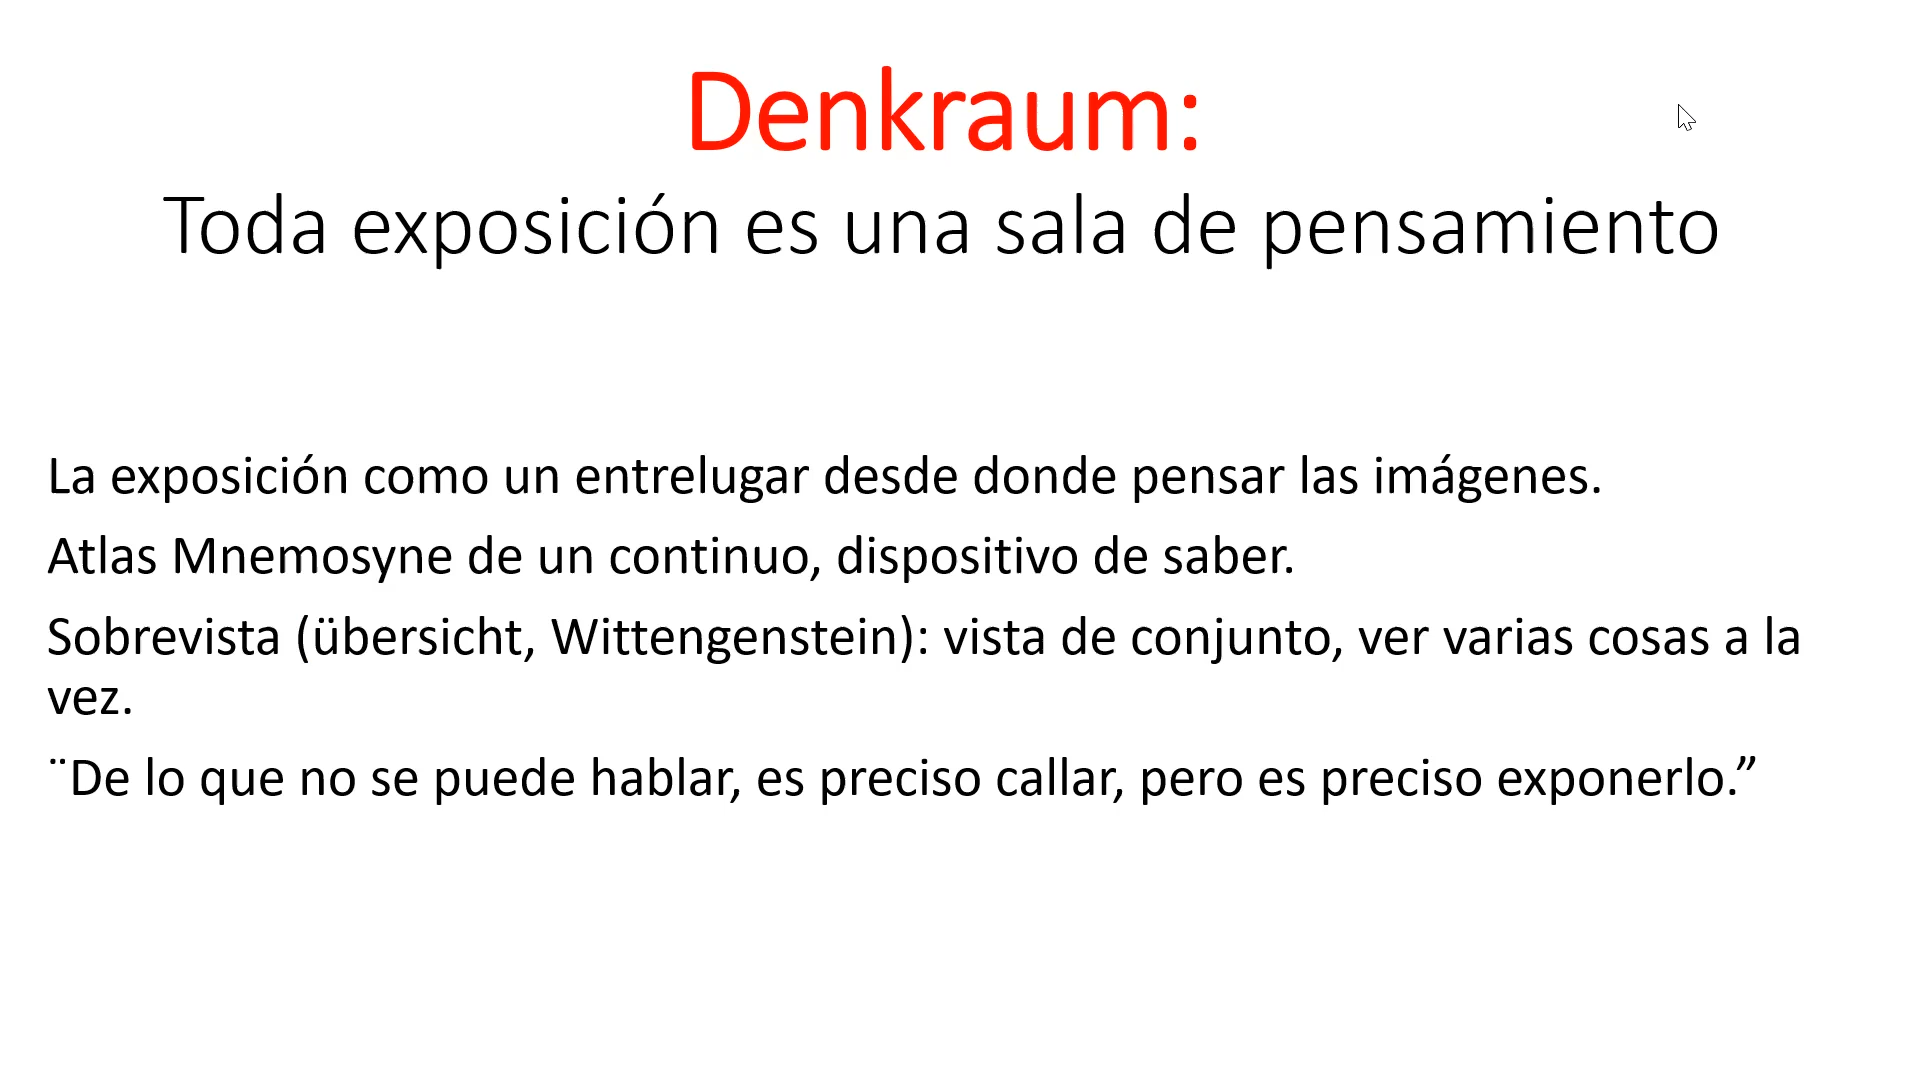 Denkraum:
Toda exposición es una sala de pensamiento
La exposición como un entrelugar desde donde pensar las imágenes.
Atlas Mnemosyne de un continuo, dispositivo de saber.
Sobrevista (übersicht, Wittengenstein): vista de conjunto, ver varias cosas a la
vez.
¨De lo que no se puede hablar, es preciso callar, pero es preciso exponerlo.”